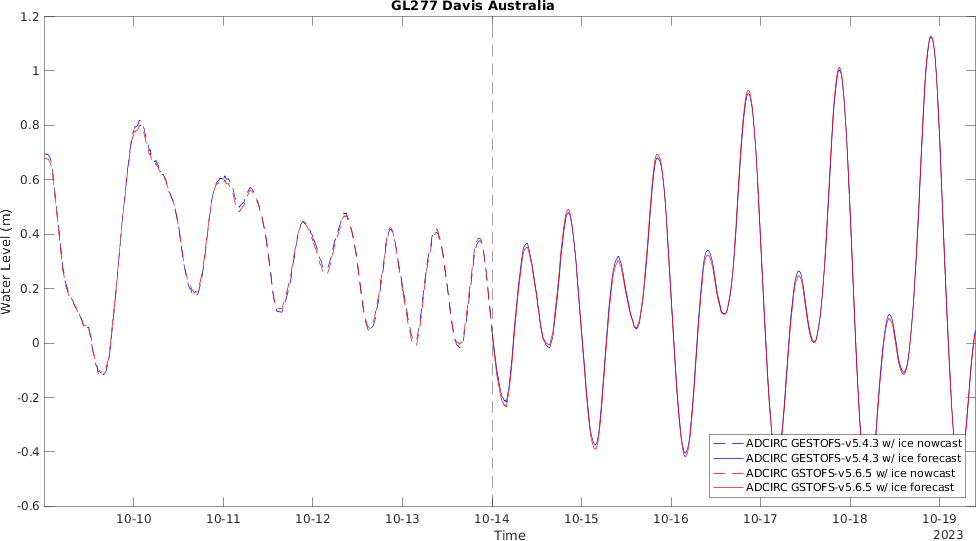 GL277 Davis Australia
1.2
1
0.8
0.6
0.4
0.2
0
-0.2
-0.4
-0.6
Water Level (m)
ADCIRC GESTOFS-v5.4.3 w/ ice nowcast
ADCIRC GESTOFS-v5.4.3 w/ ice forecast
ADCIRC GSTOFS-v5.6.5 w/ ice nowcast
ADCIRC GSTOFS-v5.6.5 w/ ice forecast
10-10 10-11 10-12 10-13 10-14 10-15 10-16 10-17 10-18 10-19
Time 2023